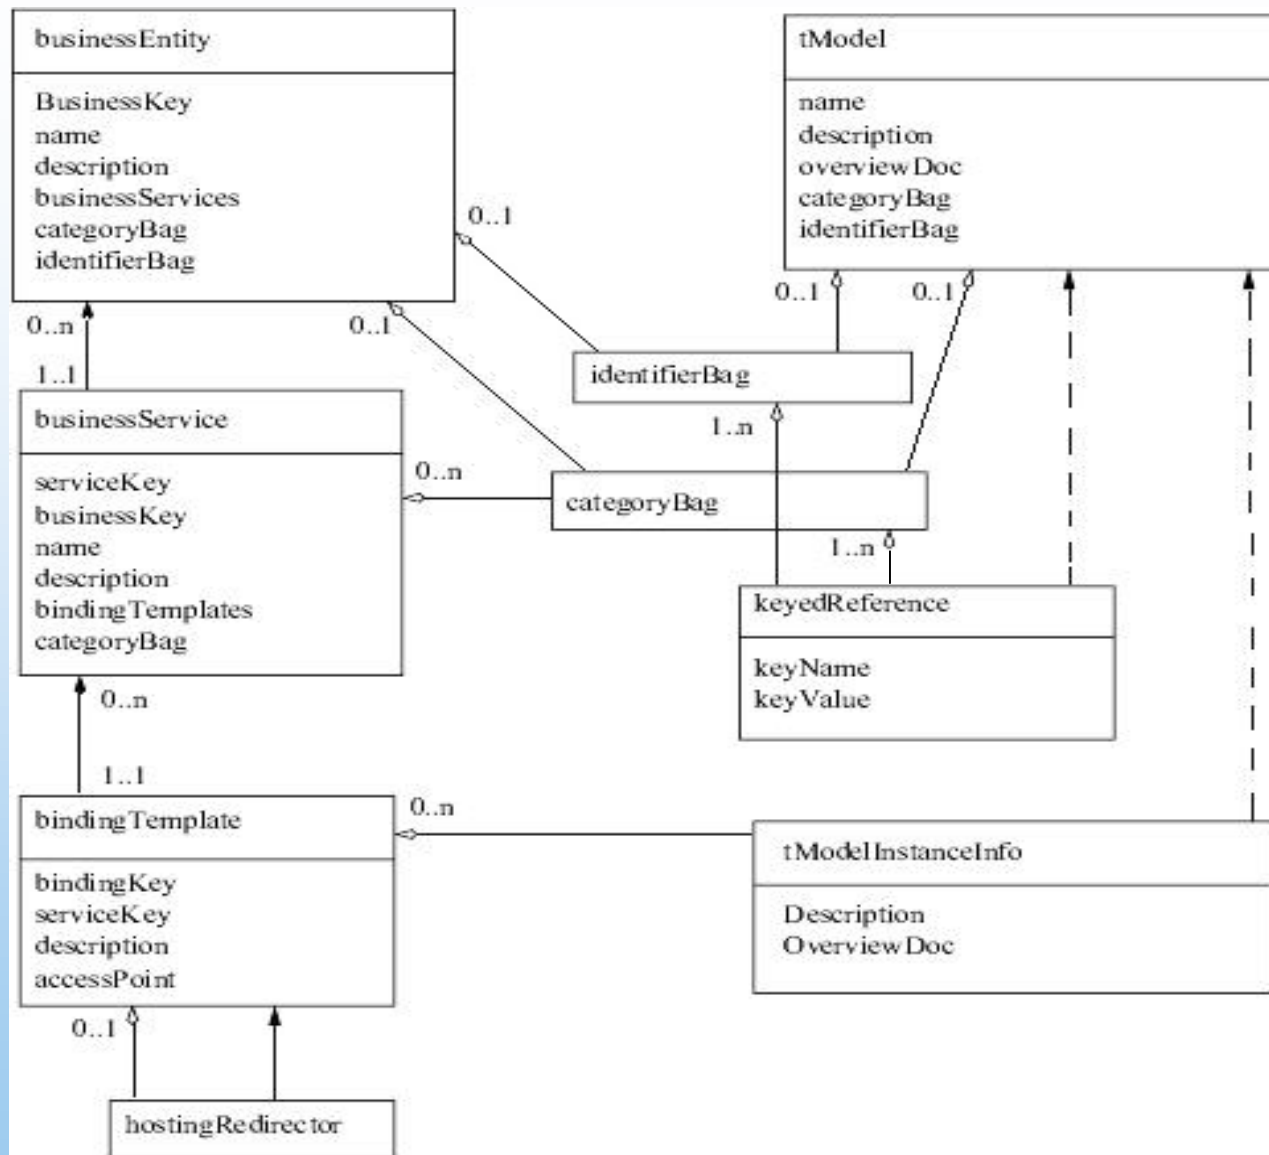 businessEntity
BusinessKey
name
description
businessServices
categoryBag
identifierBag
tModel
name
description
overviewDoc
categoryBag
identifierBag
0..1
0..1
0..1
0..n
0..1
1..1
identifierBag
1..n
businessService
serviceKey
businessKey
name
description
bindingTemplates
categoryBag
0..n
categoryBag
1..n
keyedReference
keyName
keyValue
0..n
1..1
bindingTemplate
bindingKey
serviceKey
description
accessPoint
0..n
tModelInstanceInfo
Description
OverviewDoc
0..1
hostingRedirector